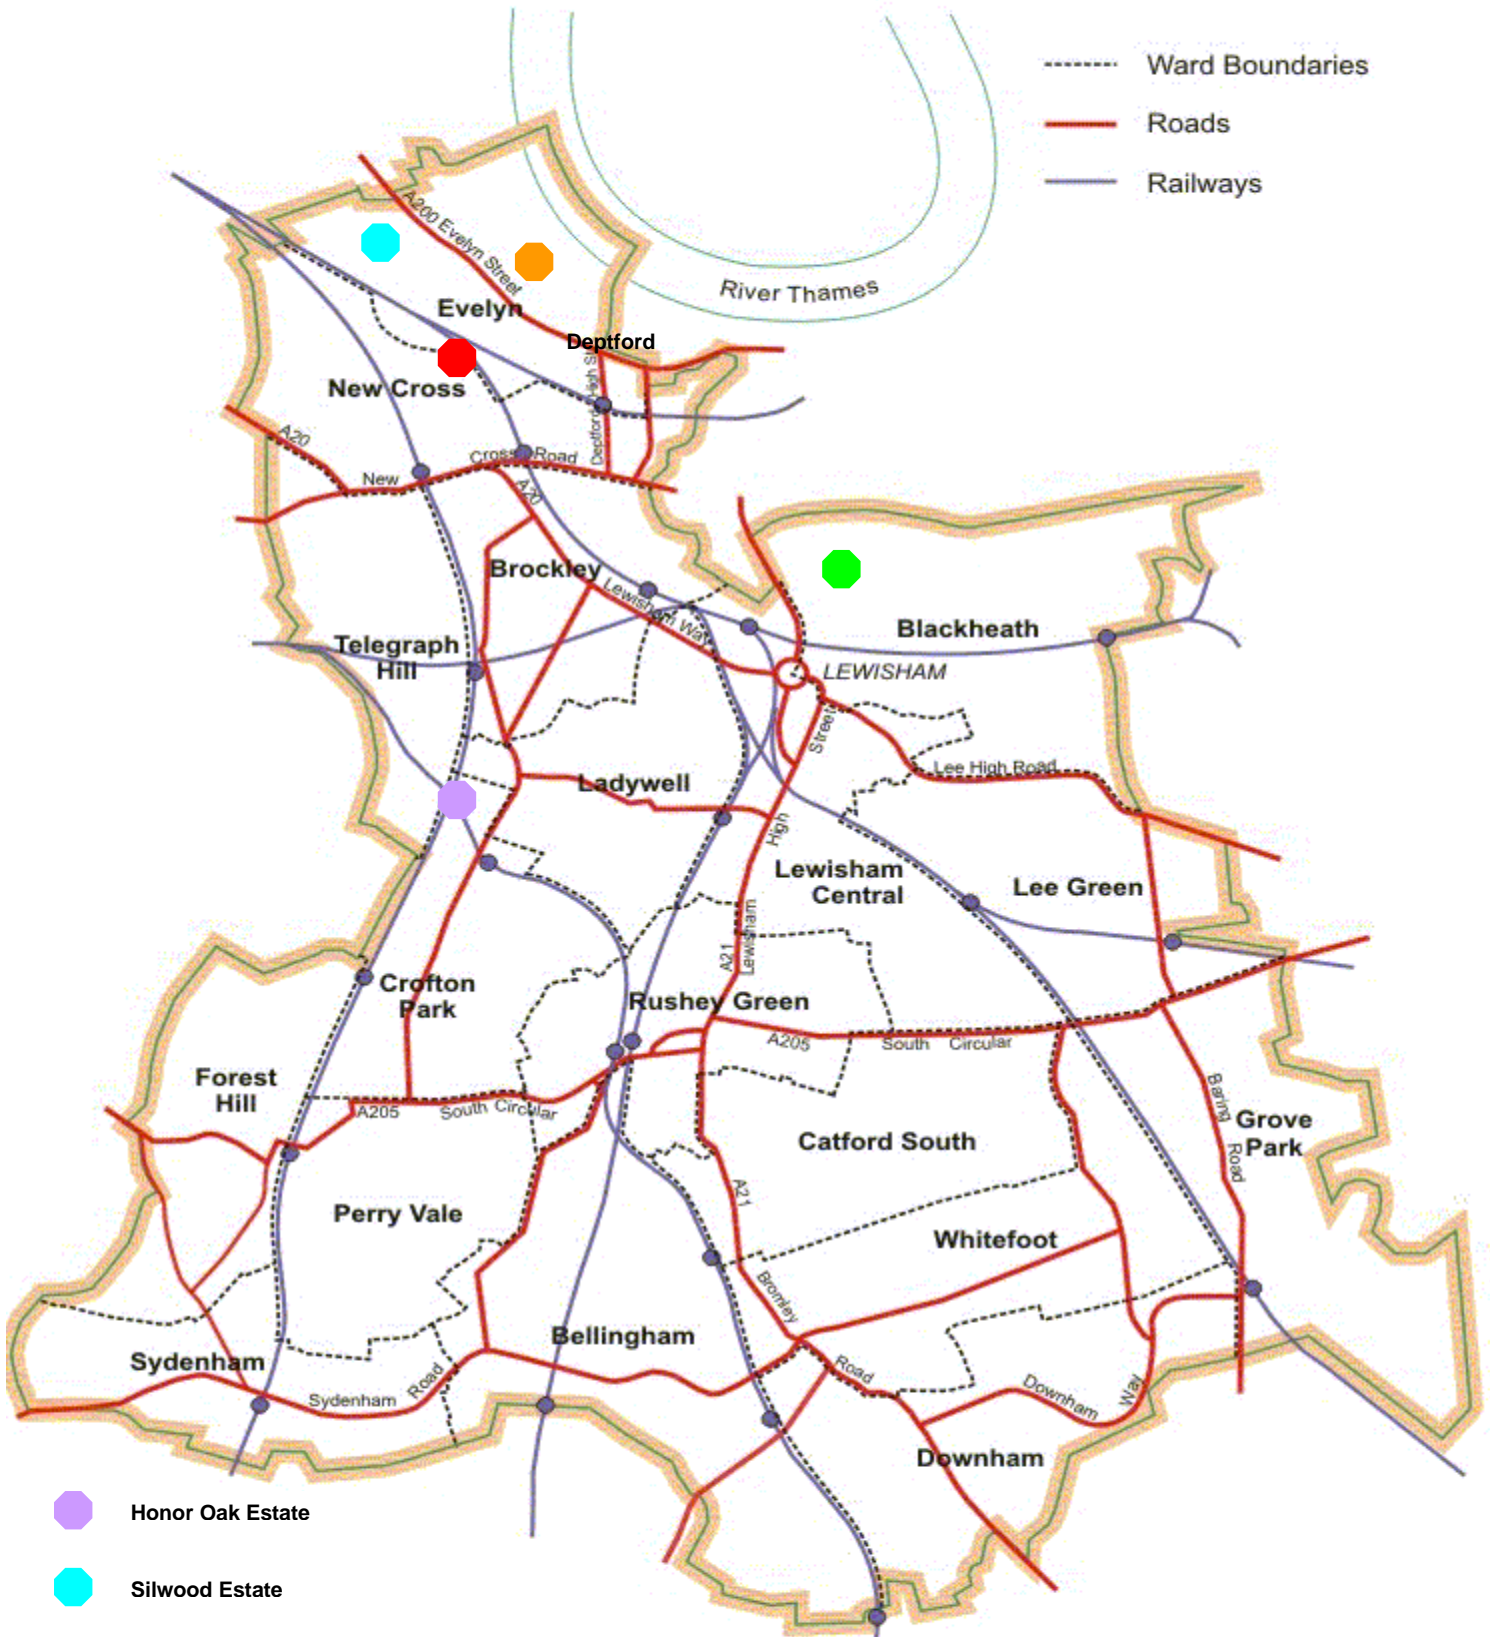 Ward Boundaries
Roads
Railways
A200 Evelyn Street
River Thames
Evelyn
Deptford
Deptford High St
New Cross
A20
New Cross Road
A20
Brockley
Lewisham Way
Blackheath
Telegraph
Hill
LEWISHAM
Lewisham High Street
Lee High Road
Ladywell
Lewisham
Central
Lee Green
A21
Crofton
Park
Rushey Green
A205 South Circular
Forest
Hill
A205 South Circular
Baring Road
Grove
Park
Catford South
A21
Perry Vale
Whitefoot
Bromley Road
Bellingham
Sydenham
Sydenham Road
Downham Way
Downham
Honor Oak Estate
Silwood Estate